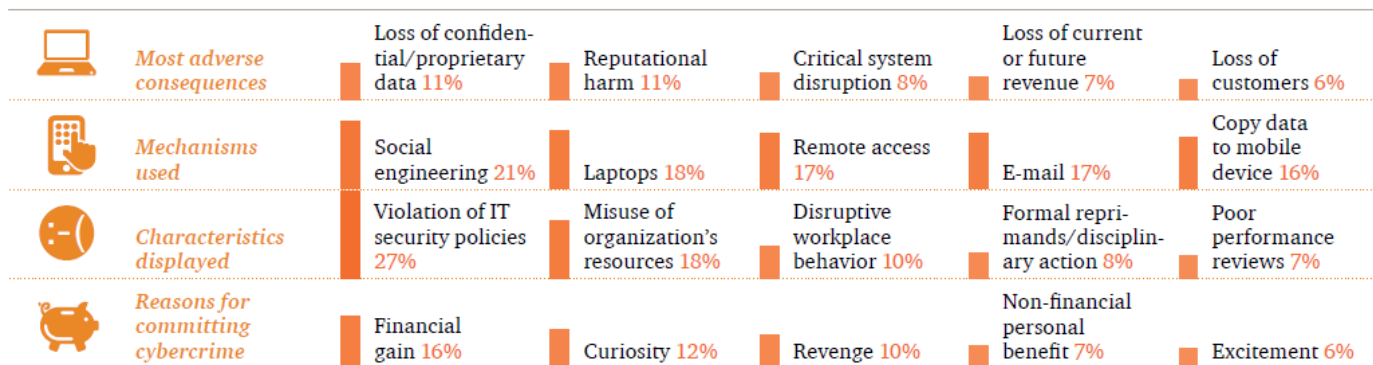 Most adverse
consequences
Loss of confiden-
tial/proprietary
data 11%
Reputational
harm 11%
Critical system
disruption 8%
Loss of current
or future
revenue 7%
Loss of
customers 6%
Mechanisms
used
Social
engineering 21%
Laptops 18%
Remote access
17%
E-mail 17%
Copy data
to mobile
device 16%
Characteristics
displayed
Violation of IT
security policies
27%
Misuse of
organization's
resources 18%
Disruptive
workplace
behavior 10%
Formal repri-
mands/disciplin-
ary action 8%
Poor
performance
reviews 7%
Reasons for
committing
cybercrime
Financial
gain 16%
Curiosity 12%
Revenge 10%
Non-financial
personal
benefit 7%
Excitement 6%